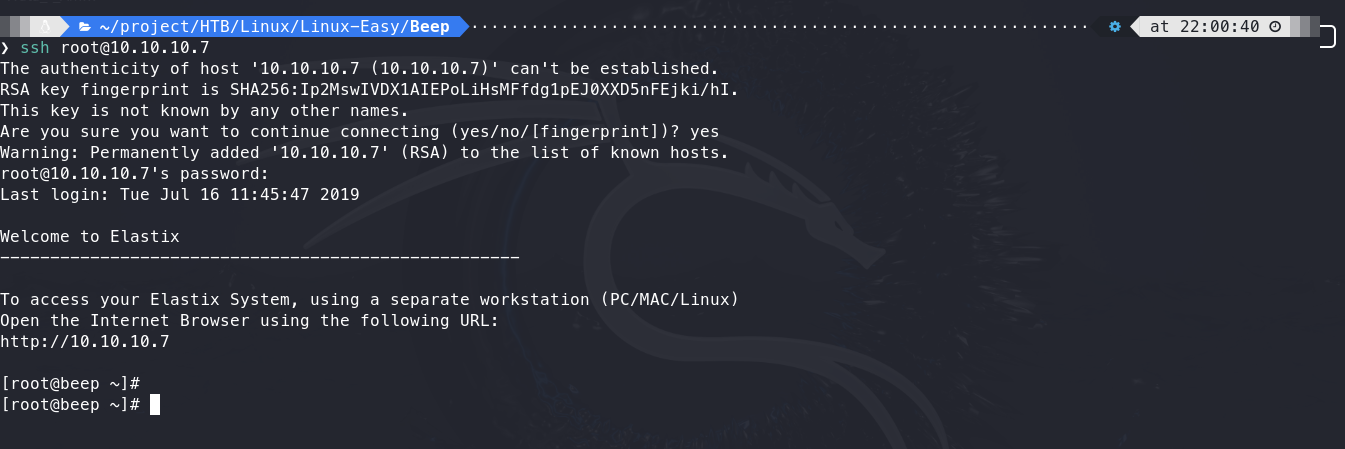 ~/project/HTB/Linux/Linux-Easy/Beep ······························································ at 22:00:40
❯ ssh root@10.10.10.7
The authenticity of host '10.10.10.7 (10.10.10.7)' can't be established.
RSA key fingerprint is SHA256:Ip2MswIVDX1AIEPoLiHsMFfdg1pEJ0XXD5nFEjki/hI.
This key is not known by any other names.
Are you sure you want to continue connecting (yes/no/[fingerprint])? yes
Warning: Permanently added '10.10.10.7' (RSA) to the list of known hosts.
root@10.10.10.7's password:
Last login: Tue Jul 16 11:45:47 2019
Welcome to Elastix
----------------------------------------------------
To access your Elastix System, using a separate workstation (PC/MAC/Linux)
Open the Internet Browser using the following URL:
http://10.10.10.7
[root@beep ~]#
[root@beep ~]#